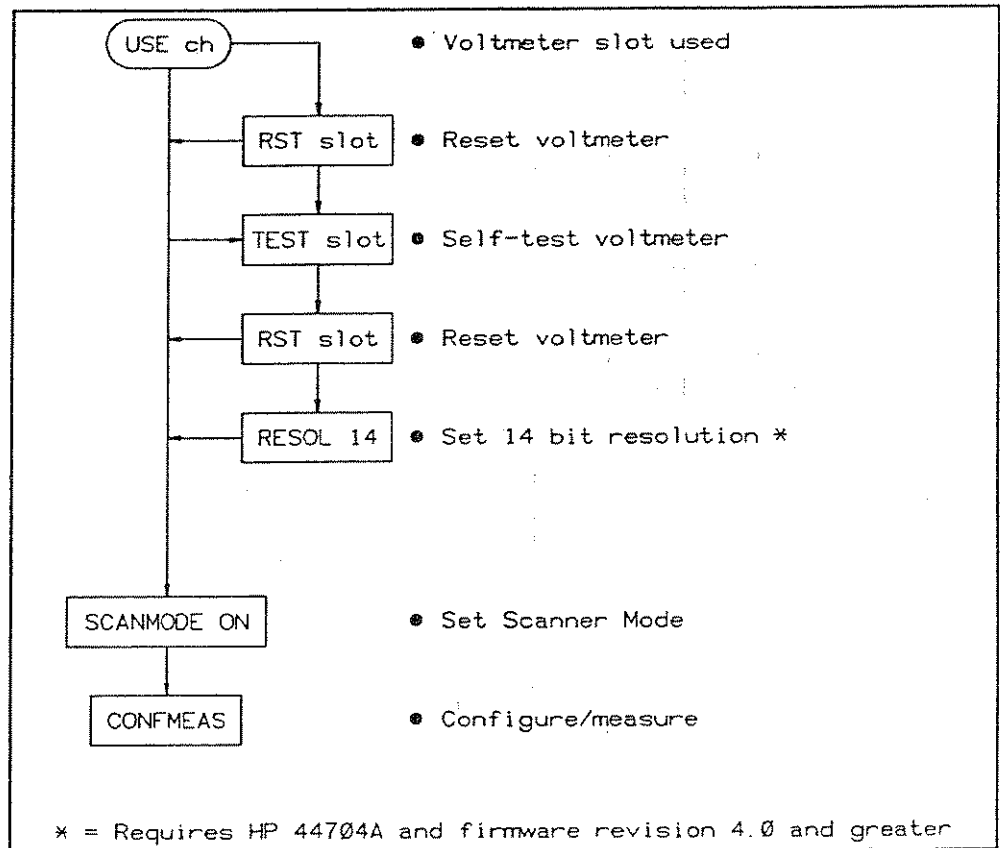 USE ch ● Voltmeter slot used
RST slot ● Reset voltmeter
TEST slot ● Self-test voltmeter
RST slot ● Reset voltmeter
RESOL 14 ● Set 14 bit resolution *
SCANMODE ON ● Set Scanner Mode
CONFMEAS ● Configure/measure
* = Requires HP 44704A and firmware revision 4.0 and greater